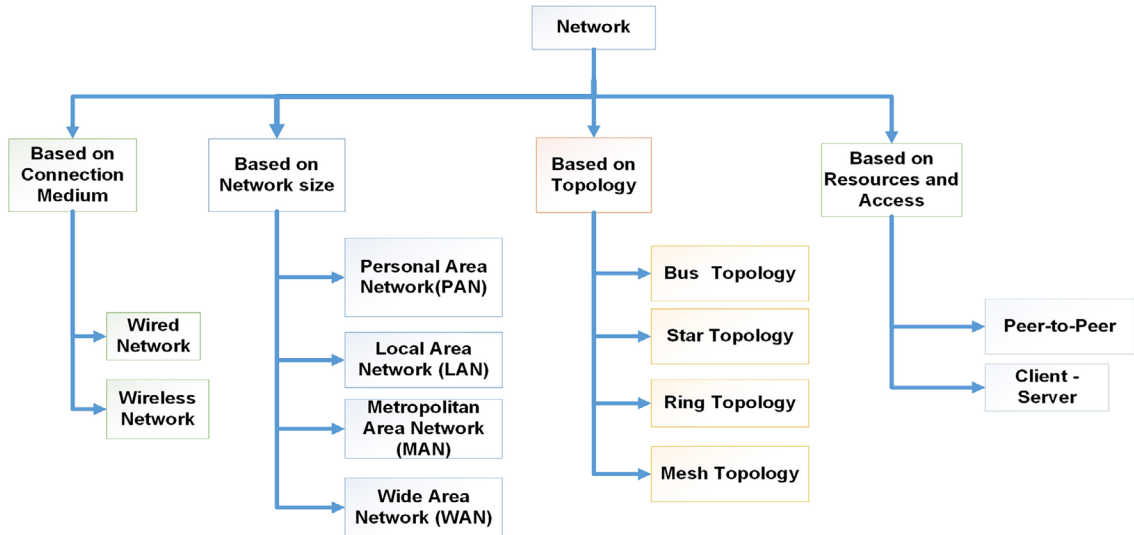 Network
Based on
Connection
Medium
Based on
Network size
Based on
Topology
Based on
Resources and
Access
Wired
Network
Wireless
Network
Personal Area
Network(PAN)
Local Area
Network (LAN)
Metropolitan
Area Network
(MAN)
Wide Area
Network (WAN)
Bus Topology
Star Topology
Ring Topology
Mesh Topology
Peer-to-Peer
Client -
Server